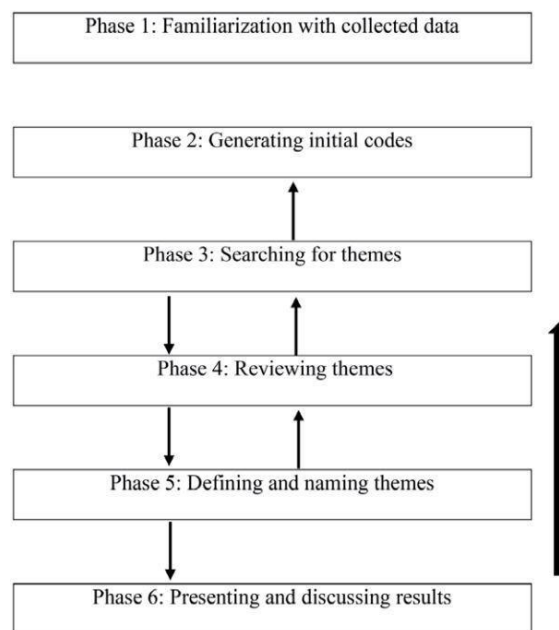 Phase 1: Familiarization with collected data
Phase 2: Generating initial codes
Phase 3: Searching for themes
Phase 4: Reviewing themes
Phase 5: Defining and naming themes
Phase 6: Presenting and discussing results